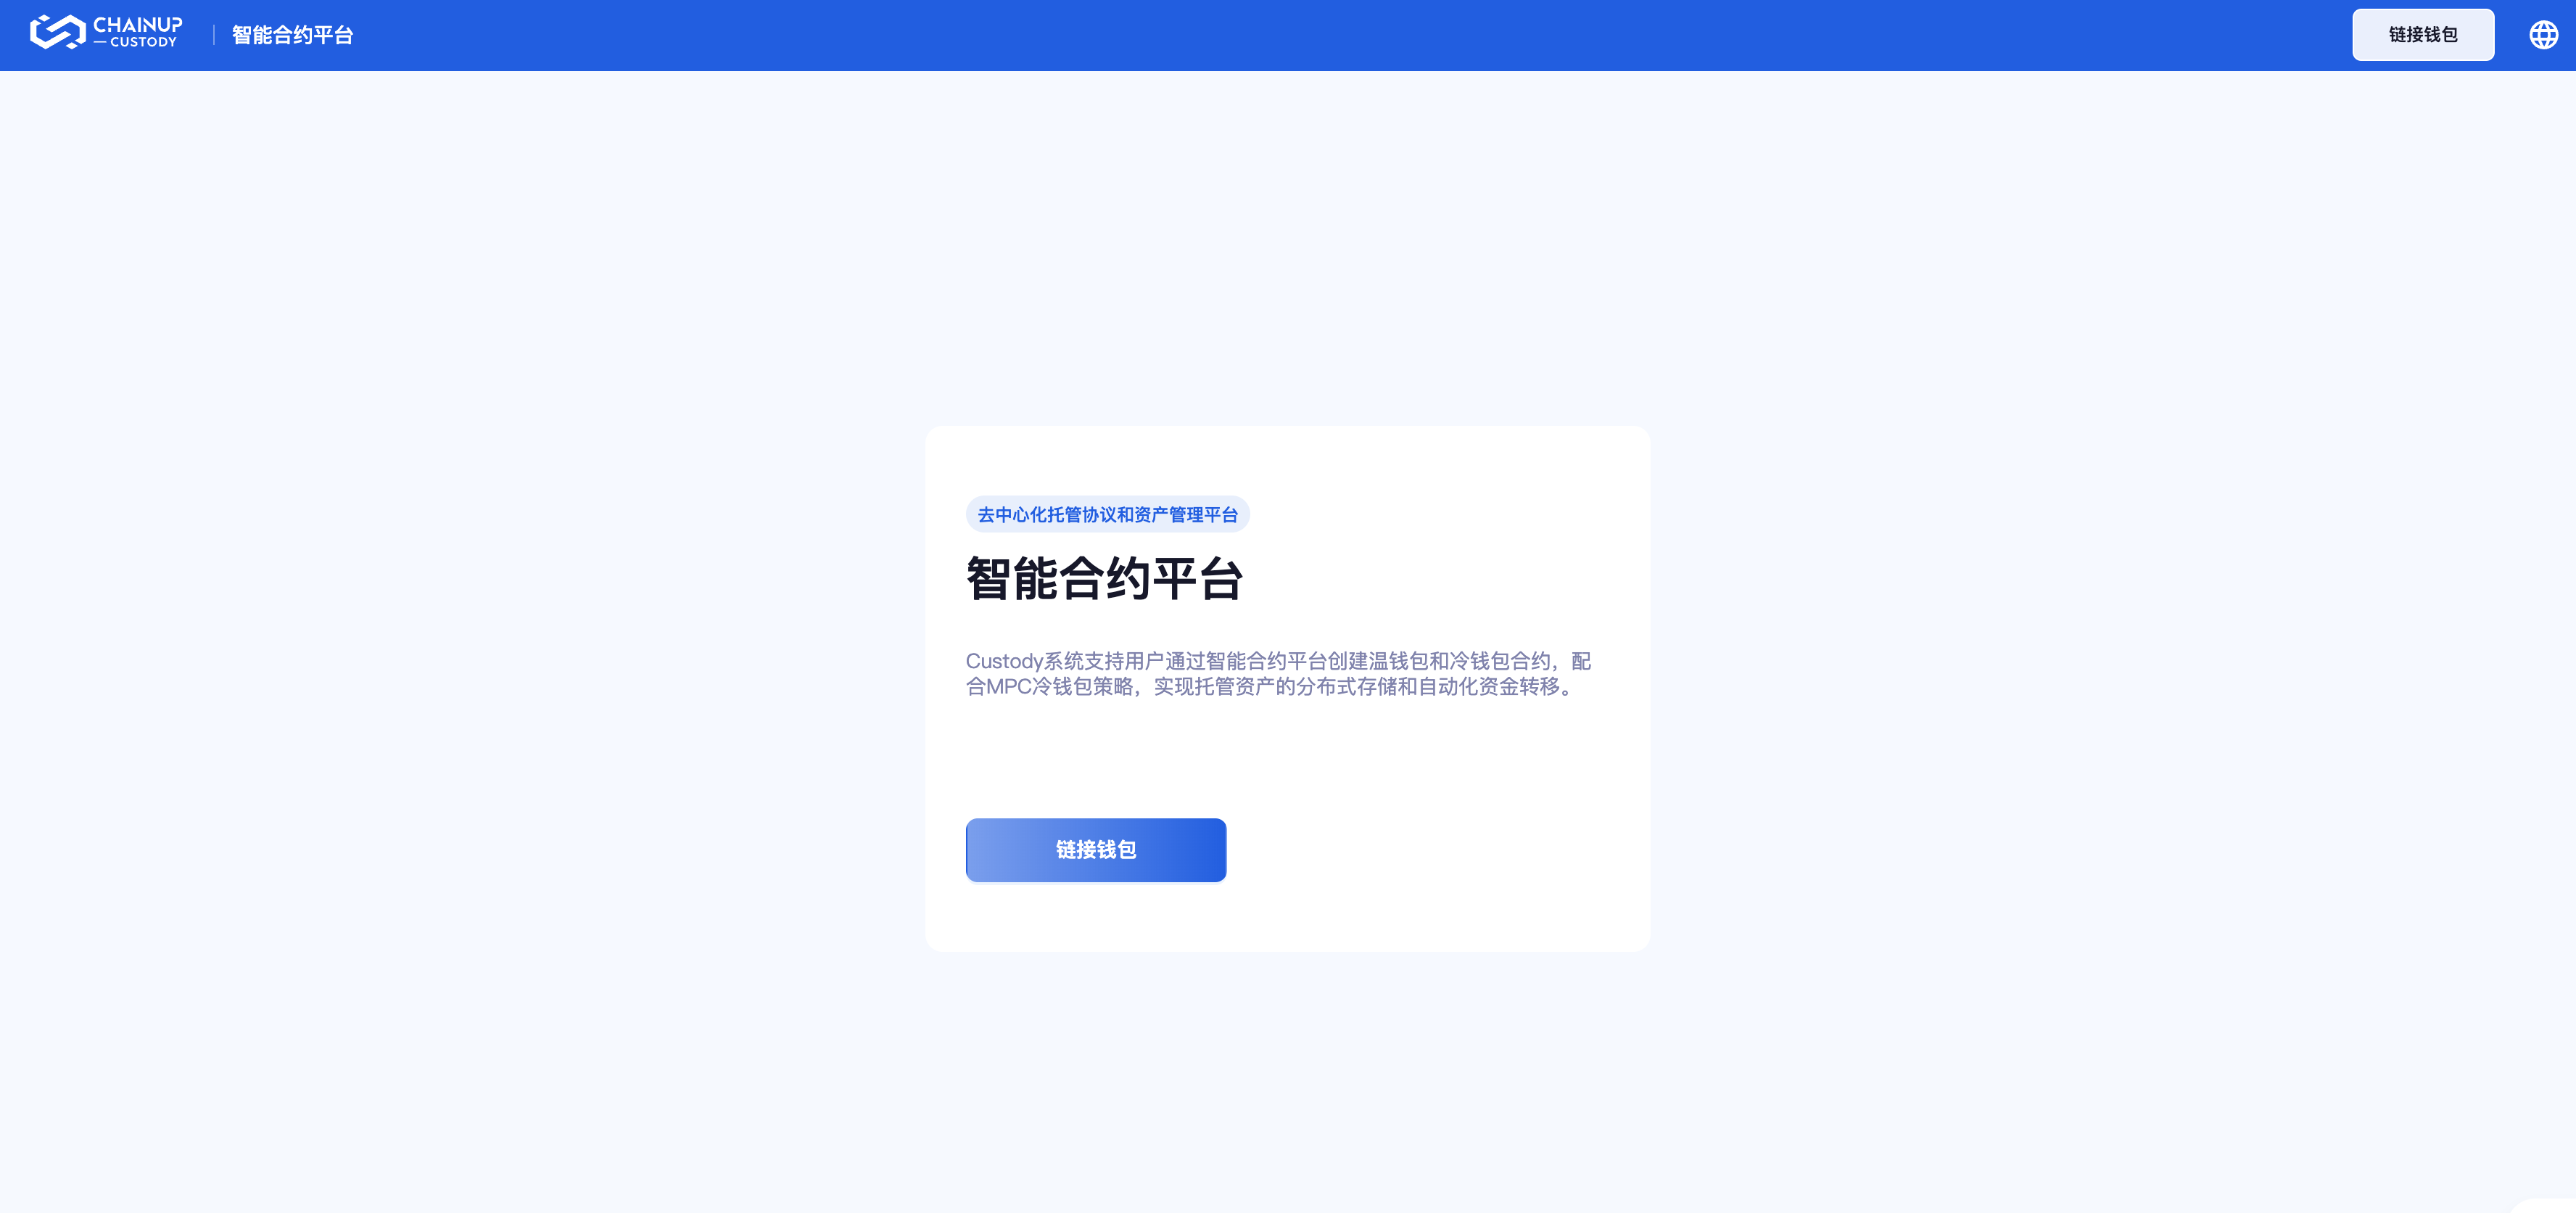 CHAINUP
CUSTODY
智能合约平台
链接钱包
去中心化托管协议和资产管理平台
智能合约平台
Custody系统支持用户通过智能合约平台创建温钱包和冷钱包合约，配
合MPC冷钱包策略，实现托管资产的分布式存储和自动化资金转移。
链接钱包